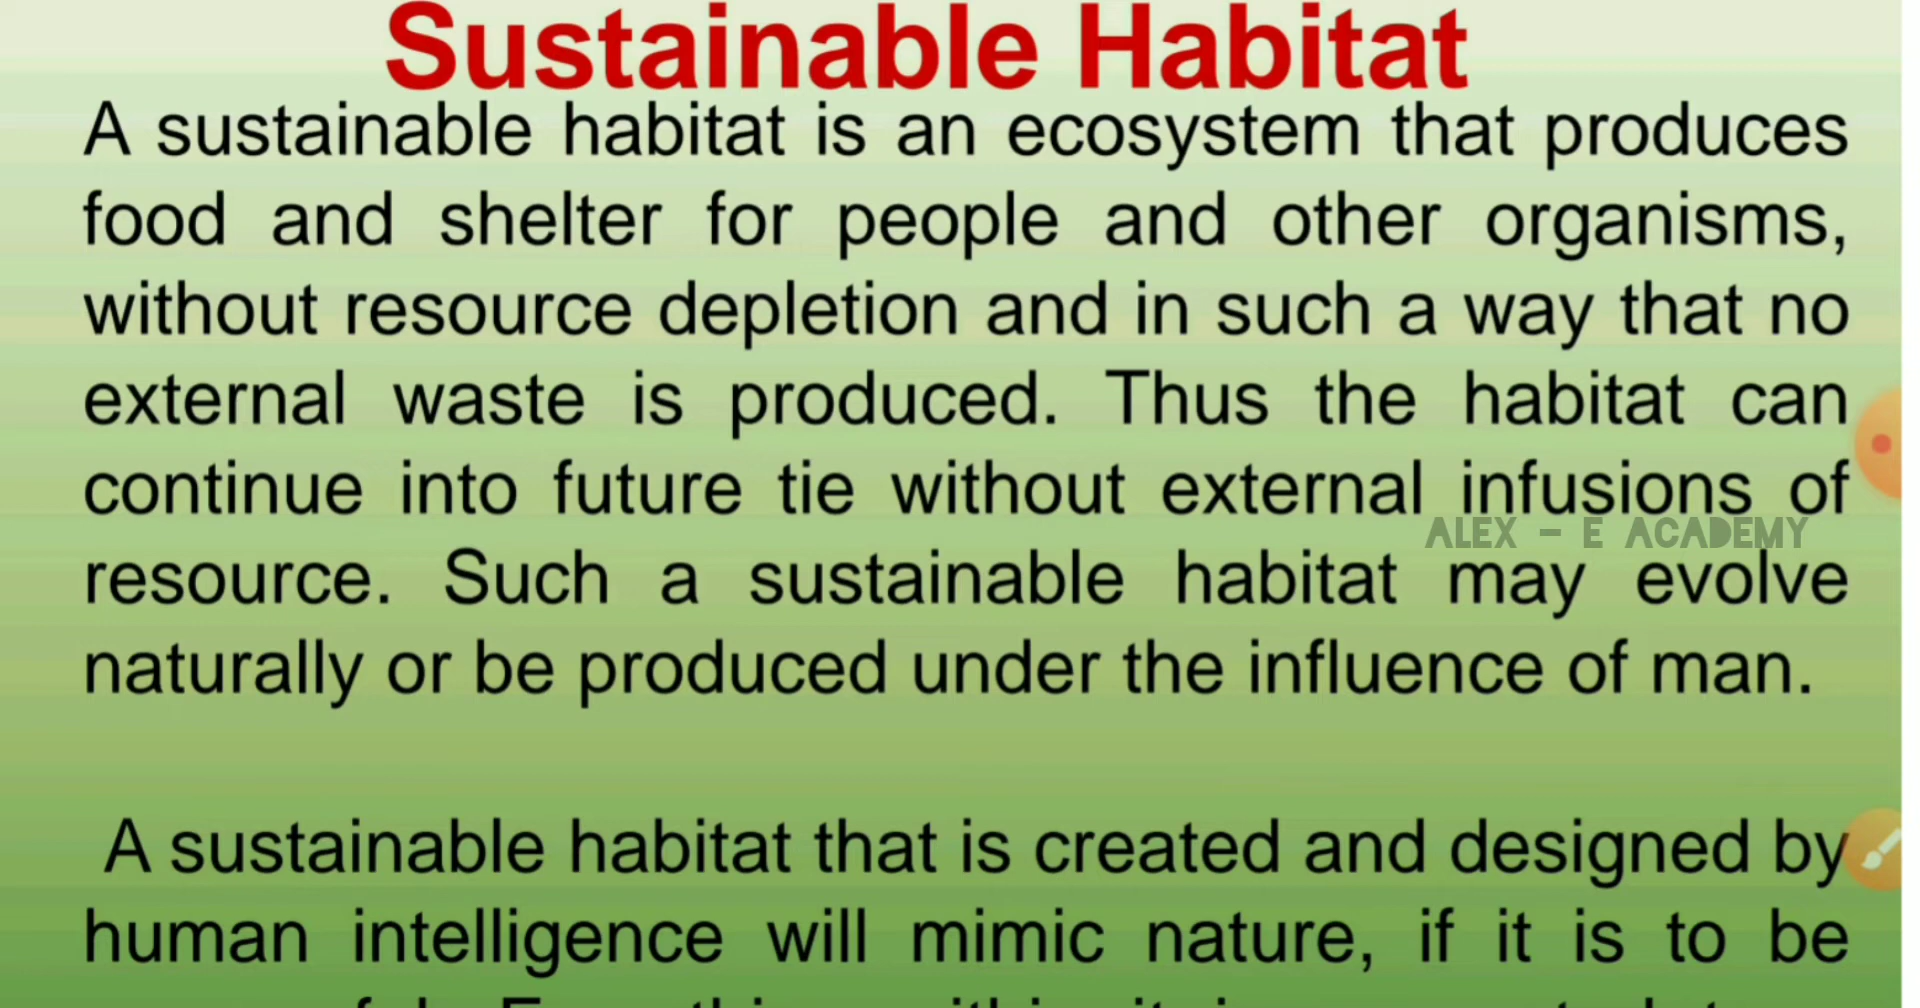 Sustainable Habitat
A sustainable habitat is an ecosystem that produces
food and shelter for people and other organisms,
without resource depletion and in such a way that no
external waste is produced. Thus the habitat can
continue into future tie without external infusions of
ALEX - E ACADEMY
resource. Such a sustainable habitat may evolve
naturally or be produced under the influence of man.
A sustainable habitat that is created and designed by
human intelligence will mimic nature, if it is to be